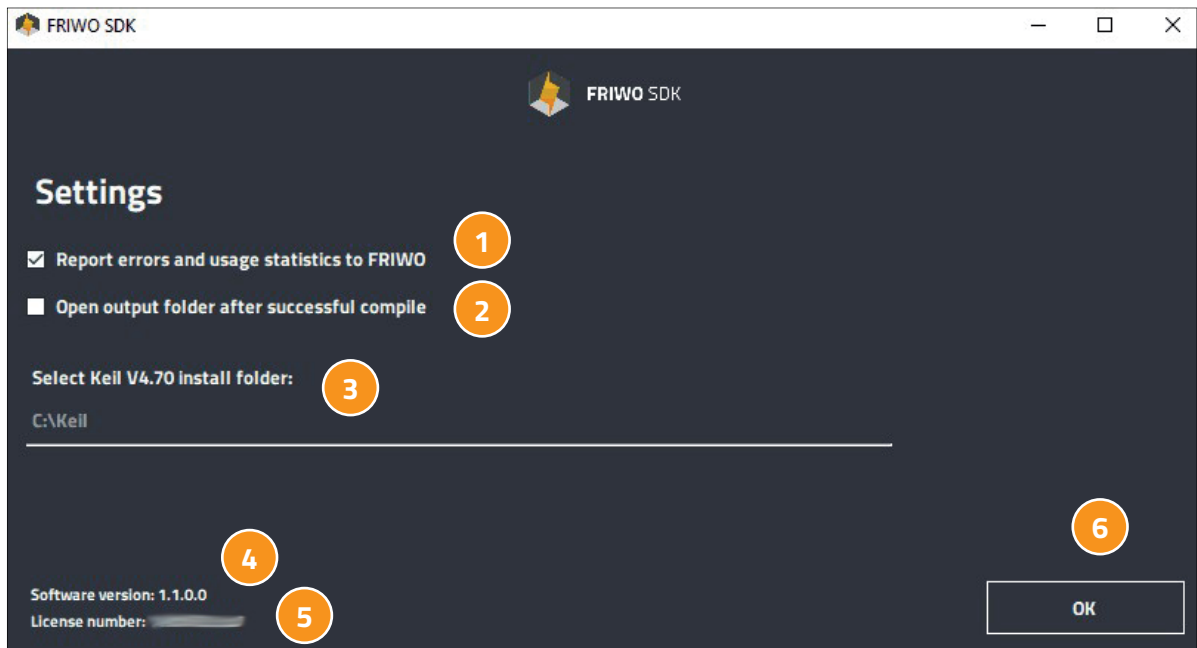 FRIWO SDK
FRIWO SDK
Settings
1
Report errors and usage statistics to FRIWO
Open output folder after successful compile
2
Select Keil V4.70 install folder:
3
C:\Keil
6
4
Software version: 1.1.0.0
License number:
5
OK